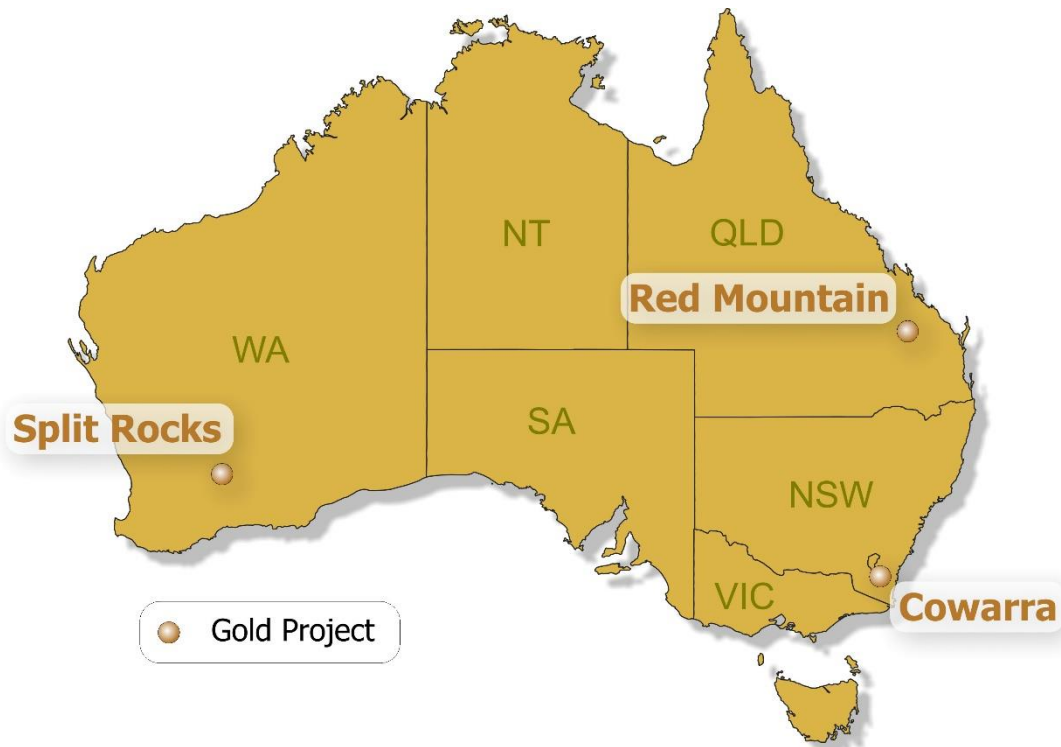 NT
QLD
Red Mountain
WA
Split Rocks
SA
NSW
VIC
Cowarra
Gold Project